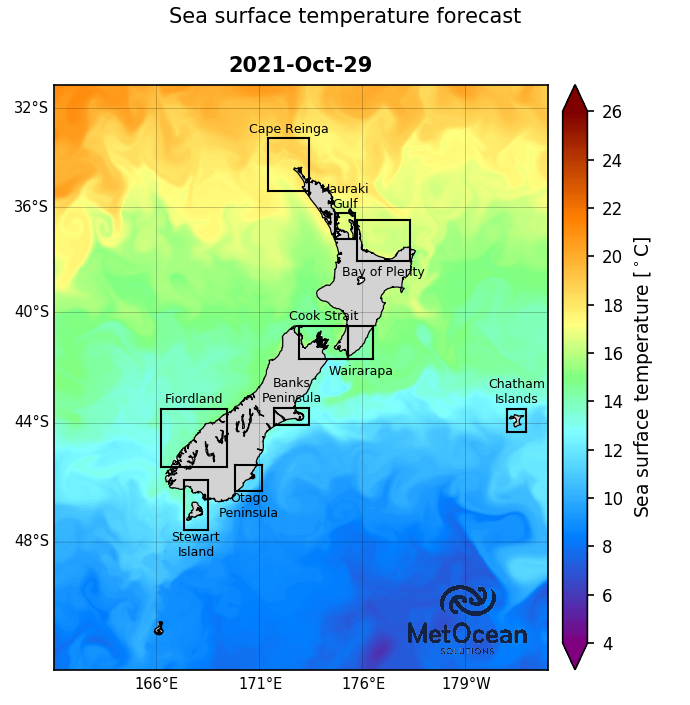 Sea surface temperature forecast
2021-Oct-29
32°S
36°S
40°S
44°S
48°S
Cape Reinga
Hauraki
Gulf
Bay of Plenty
Cook Strait
Wairarapa
Banks
Peninsula
Fiordland
Chatham
Islands
Otago
Peninsula
Stewart
Island
MetOcean
SOLUTIONS
166°E
171°E
176°E
179°W
26
24
22
20
18
16
14
12
10
8
6
4
Sea surface temperature [°C]